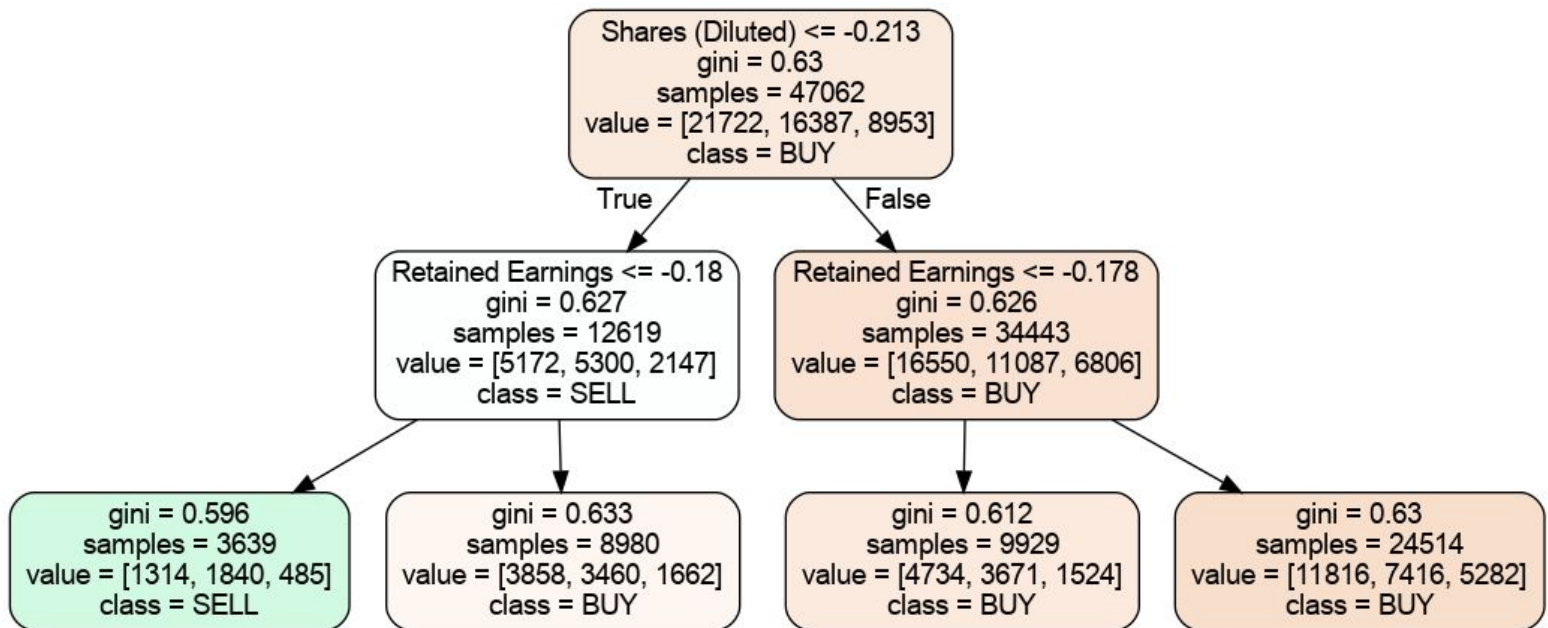 Shares (Diluted) <= -0.213
gini = 0.63
samples = 47062
value = [21722, 16387, 8953]
class = BUY
True
False
Retained Earnings <= -0.18
gini = 0.627
samples = 12619
value = [5172, 5300, 2147]
class = SELL
Retained Earnings <= -0.178
gini = 0.626
samples = 34443
value = [16550, 11087, 6806]
class = BUY
gini = 0.596
samples = 3639
value = [1314, 1840, 485]
class = SELL
gini = 0.633
samples = 8980
value = [3858, 3460, 1662]
class = BUY
gini = 0.612
samples = 9929
value = [4734, 3671, 1524]
class = BUY
gini = 0.63
samples = 24514
value = [11816, 7416, 5282]
class = BUY